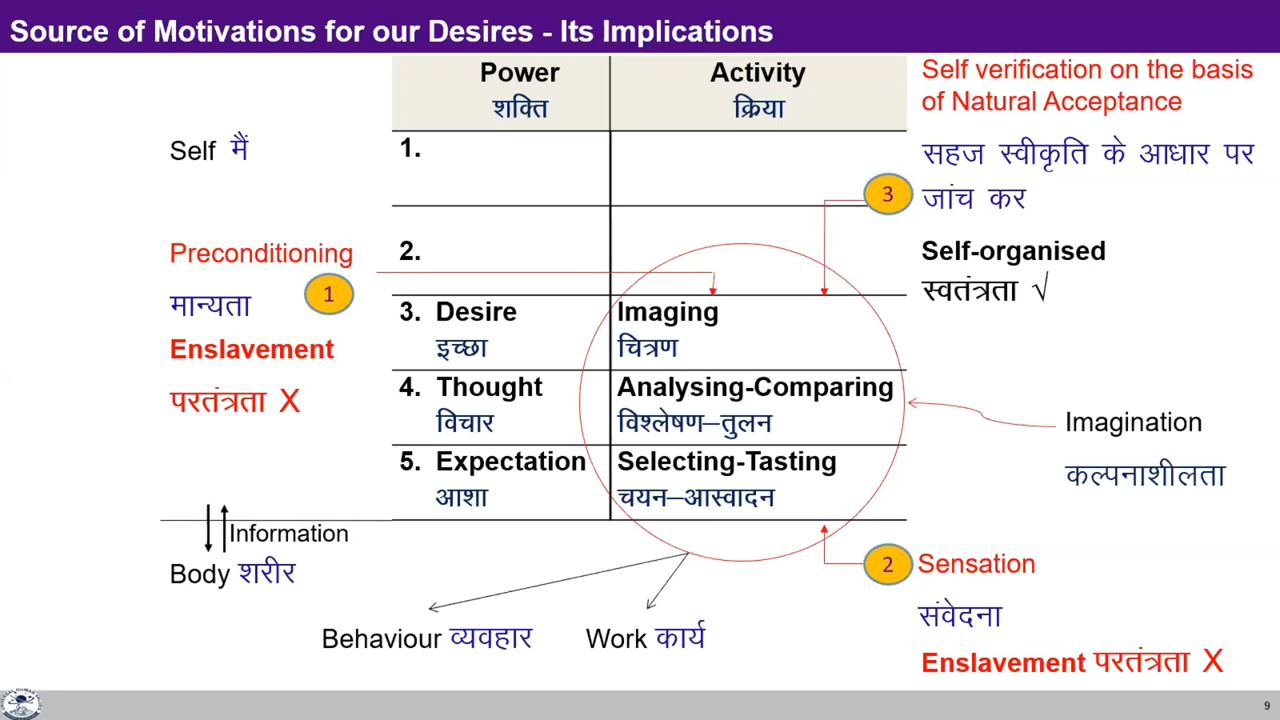 Source of Motivations for our Desires - Its Implications
Power
शक्ति
Activity
क्रिया
Self मैं
1.
Self verification on the basis
of Natural Acceptance
सहज स्वीकृति के आधार पर
जांच कर
3
Self-organised
स्वतंत्रता √
Preconditioning
मान्यता
1
Enslavement
परतंत्रता X
2.
3. Desire
इच्छा
Imaging
चित्रण
4. Thought
विचार
Analysing-Comparing
विश्लेषण–तुलन
5. Expectation
आशा
Selecting-Tasting
चयन–आस्वादन
Imagination
कल्पनाशीलता
Information
Body शरीर
2
Sensation
संवेदना
Enslavement परतंत्रता X
Behaviour व्यवहार
Work कार्य
9